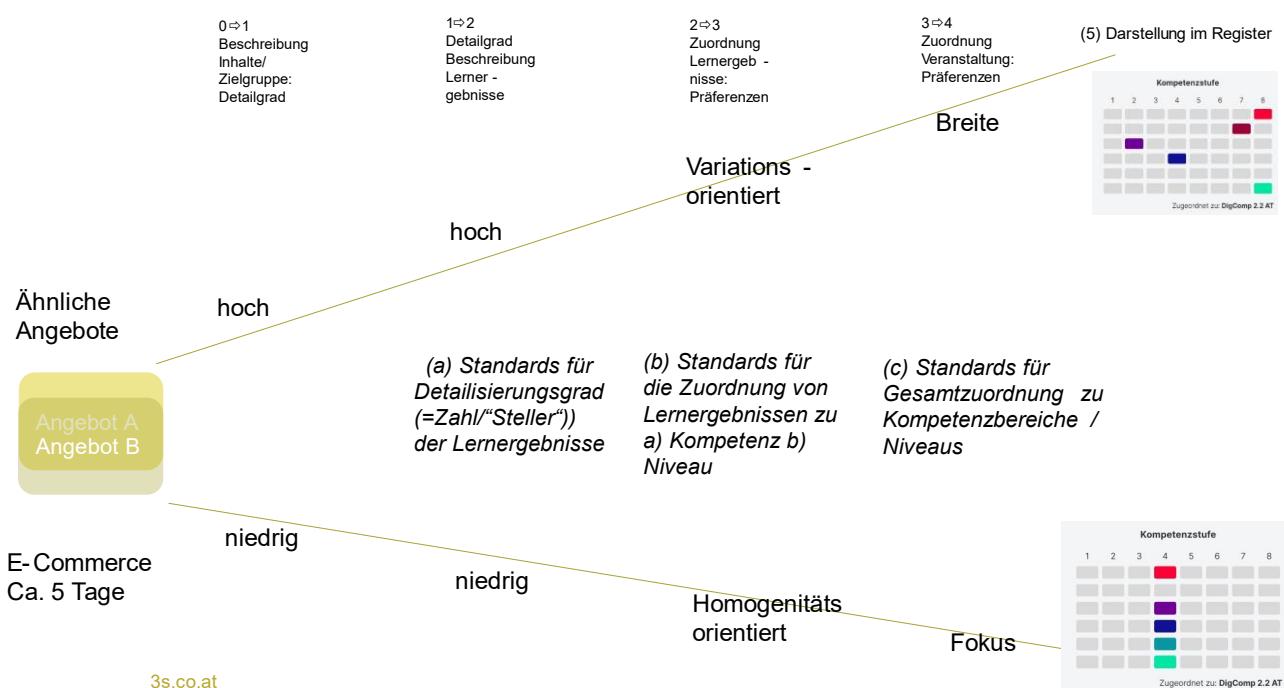 0⇨1
Beschreibung
Inhalte/
Zielgruppe:
Detailgrad
1⇨2
Detailgrad
Beschreibung
Lerner -
gebnisse
2⇨3
Zuordnung
Lernergeb -
nisse:
Präferenzen
3⇨4
Zuordnung
Veranstaltung:
Präferenzen
(5) Darstellung im Register
Kompetenzstufe
1 2 3 4 5 6 7 8
Zugeordnet zu: DigComp 2.2 AT
Breite
Variations -
orientiert
hoch
hoch
Ähnliche
Angebote
Angebot A
Angebot B
(a) Standards für
Detailisierungsgrad
(=Zahl/“Steller“))
der Lernergebnisse
(b) Standards für
die Zuordnung von
Lernergebnissen zu
a) Kompetenz b)
Niveau
(c) Standards für
Gesamtzuordnung zu
Kompetenzbereiche /
Niveaus
E-Commerce
Ca. 5 Tage
niedrig
niedrig
Homogenitäts
orientiert
Fokus
Kompetenzstufe
1 2 3 4 5 6 7 8
Zugeordnet zu: DigComp 2.2 AT
3s.co.at